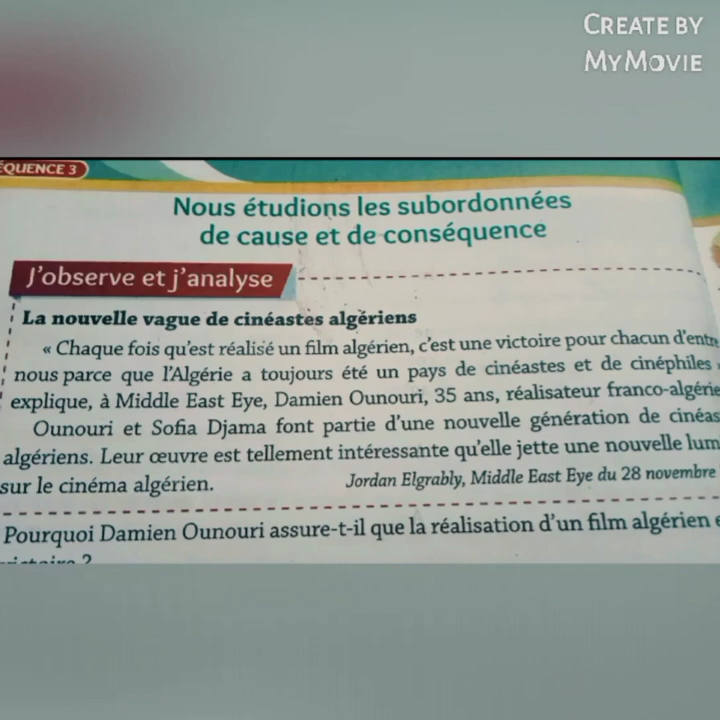 CREATE BY
MYMOVIE
ÉQUENCE 3
Nous étudions les subordonnées
de cause et de conséquence
J'observe et j'analyse
La nouvelle vague de cinéastes algériens
« Chaque fois qu'est réalisé un film algérien, c'est une victoire pour chacun d'entre
nous parce que l'Algérie a toujours été un pays de cinéastes et de cinéphiles
explique, à Middle East Eye, Damien Ounouri, 35 ans, réalisateur franco-algérie
Ounouri et Sofia Djama font partie d'une nouvelle génération de cinéas
algériens. Leur œuvre est tellement intéressante qu'elle jette une nouvelle lum
sur le cinéma algérien.
Jordan Elgrably, Middle East Eye du 28 novembre
Pourquoi Damien Ounouri assure-t-il que la réalisation d'un film algérien e